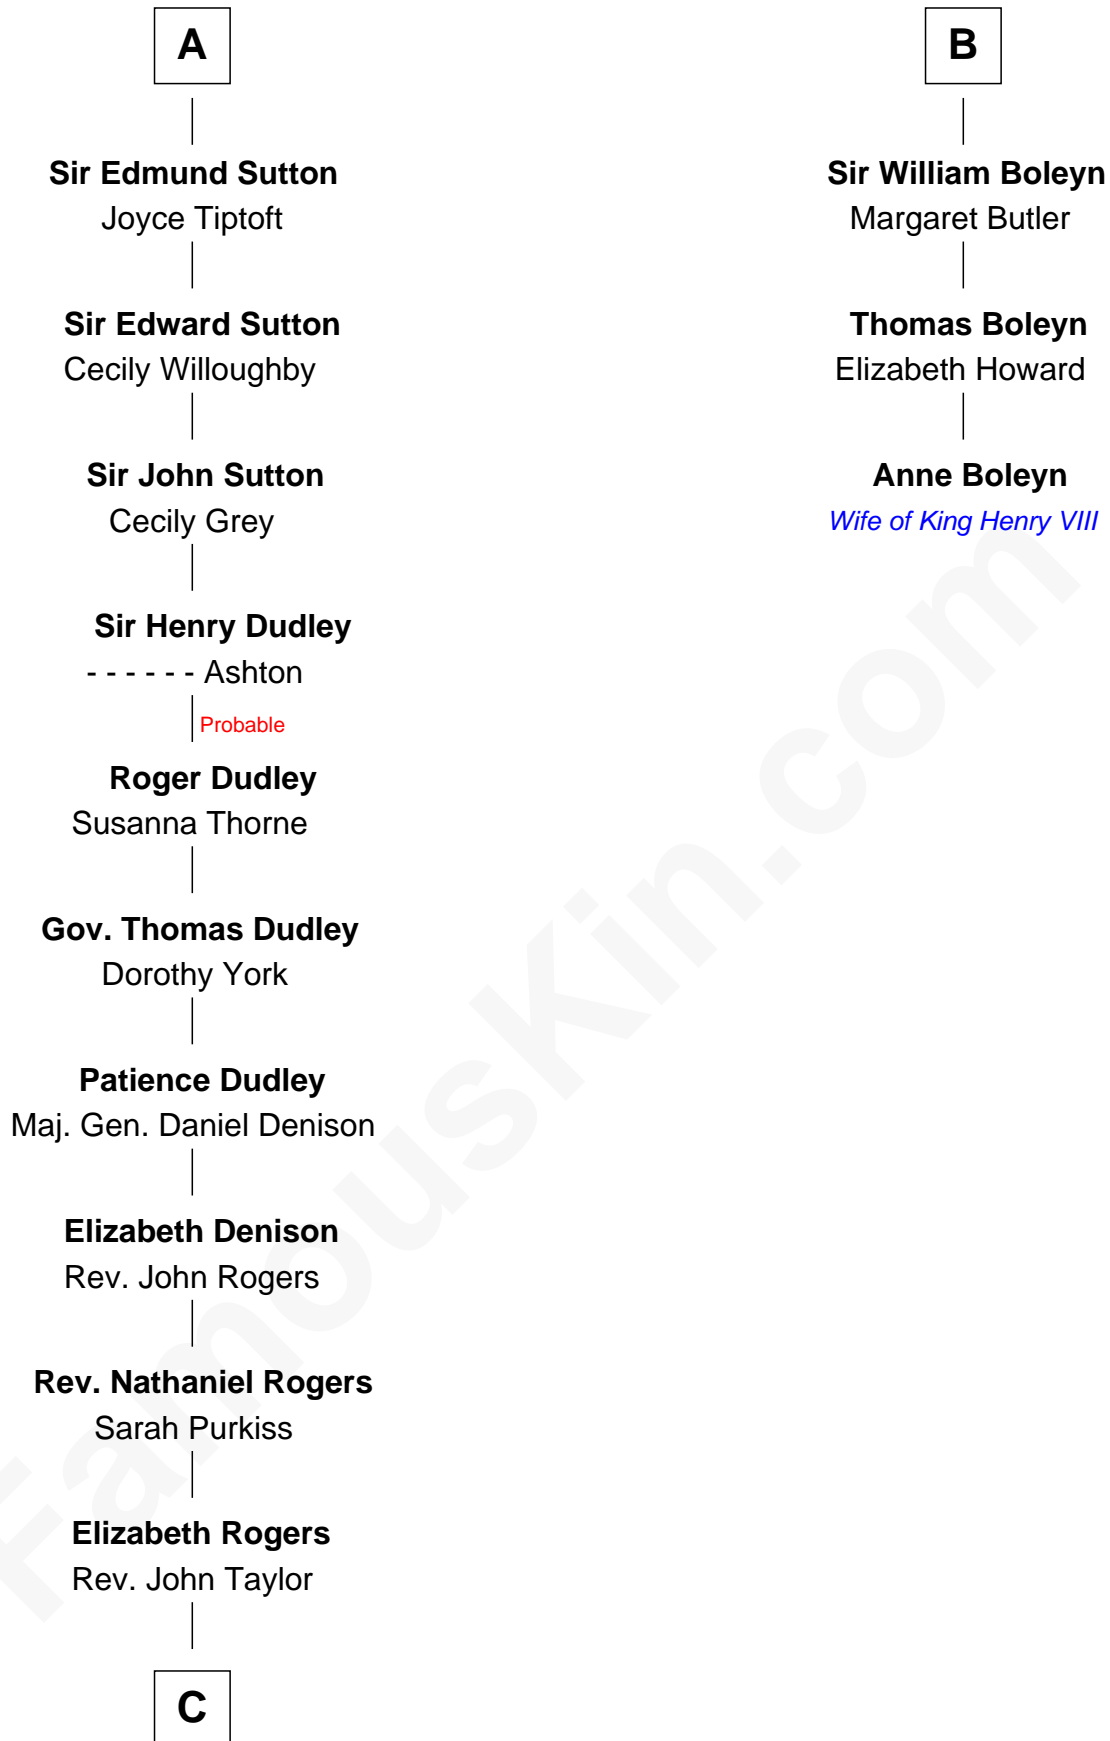 A
Sir Edmund Sutton
Joyce Tiptoft
Sir Edward Sutton
Cecily Willoughby
Sir John Sutton
Cecily Grey
Sir Henry Dudley
- - - - - - Ashton
Probable
Roger Dudley
Susanna Thorne
Gov. Thomas Dudley
Dorothy York
Patience Dudley
Maj. Gen. Daniel Denison
Elizabeth Denison
Rev. John Rogers
Rev. Nathaniel Rogers
Sarah Purkiss
Elizabeth Rogers
Rev. John Taylor
C
B
Sir William Boleyn
Margaret Butler
Thomas Boleyn
Elizabeth Howard
Anne Boleyn
Wife of King Henry VIII
FamousKin.com